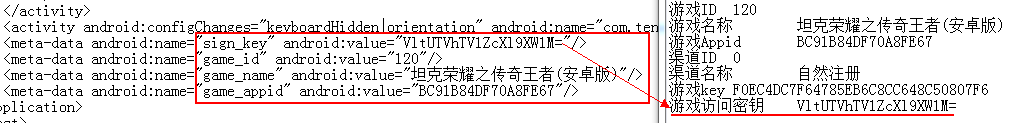 </activity>
<activity android:configChanges="keyboardHidden|orientation" android:name="com.ten
<meta-data android:name="sign_key" android:value="VltUTVhTV1ZcXl9XW1M="/>
<meta-data android:name="game_id" android:value="120"/>
<meta-data android:name="game_name" android:value="坦克荣耀之传奇王者(安卓版)"/>
<meta-data android:name="game_appid" android:value="BC91B84DF70A8FE67"/>
plication>
游戏ID 120
游戏名称 坦克荣耀之传奇王者(安卓版)
游戏Appid BC91B84DF70A8FE67
渠道ID 0
渠道名称 自然注册
游戏key F0EC4DC7F64785EB6C8CC648C50807F6
游戏访问密钥 VltUTVhTV1ZcXl9XW1M=